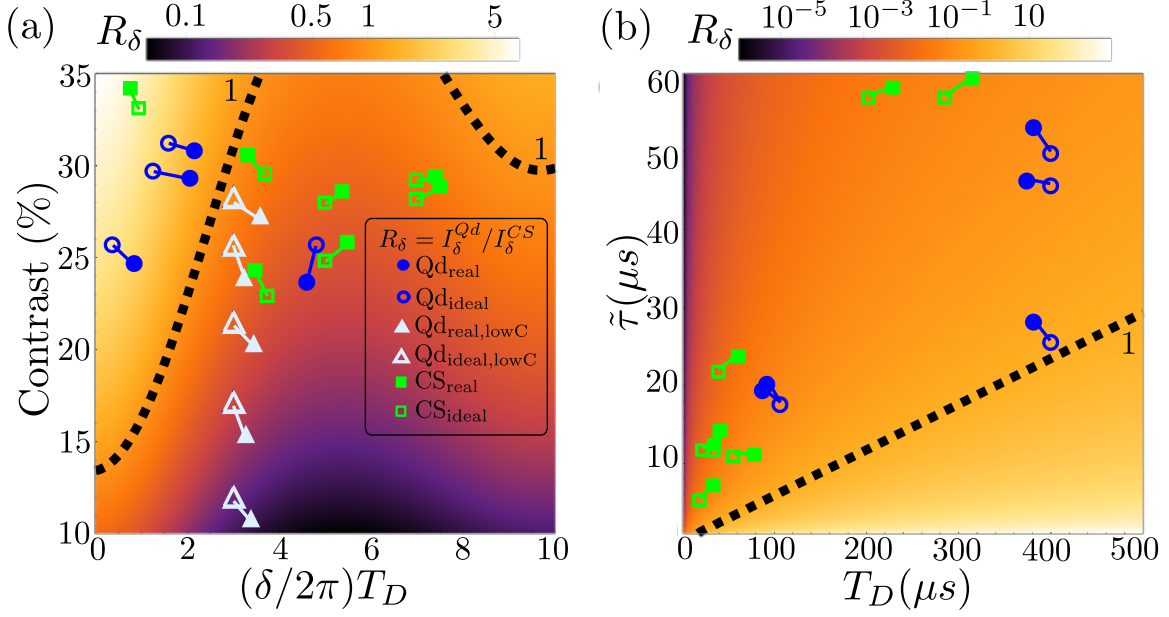 (a)
R_δ
0.1 0.5 1 5
35
30
25
20
15
10
Contrast (%)
1
1
R_δ = I_δ^{Qd}/I_δ^{CS}
Qd_real
Qd_ideal
Qd_real,lowC
Qd_ideal,lowC
CS_real
CS_ideal
0 2 4 6 8 10
(δ/2π)T_D
(b)
R_δ
10^{-5} 10^{-3} 10^{-1} 10
60
50
40
30
20
10
τ̃(μs)
1
0 100 200 300 400 500
T_D(μs)